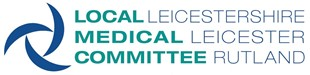 LOCAL LEICESTERSHIRE
MEDICAL LEICESTER
COMMITTEE RUTLAND